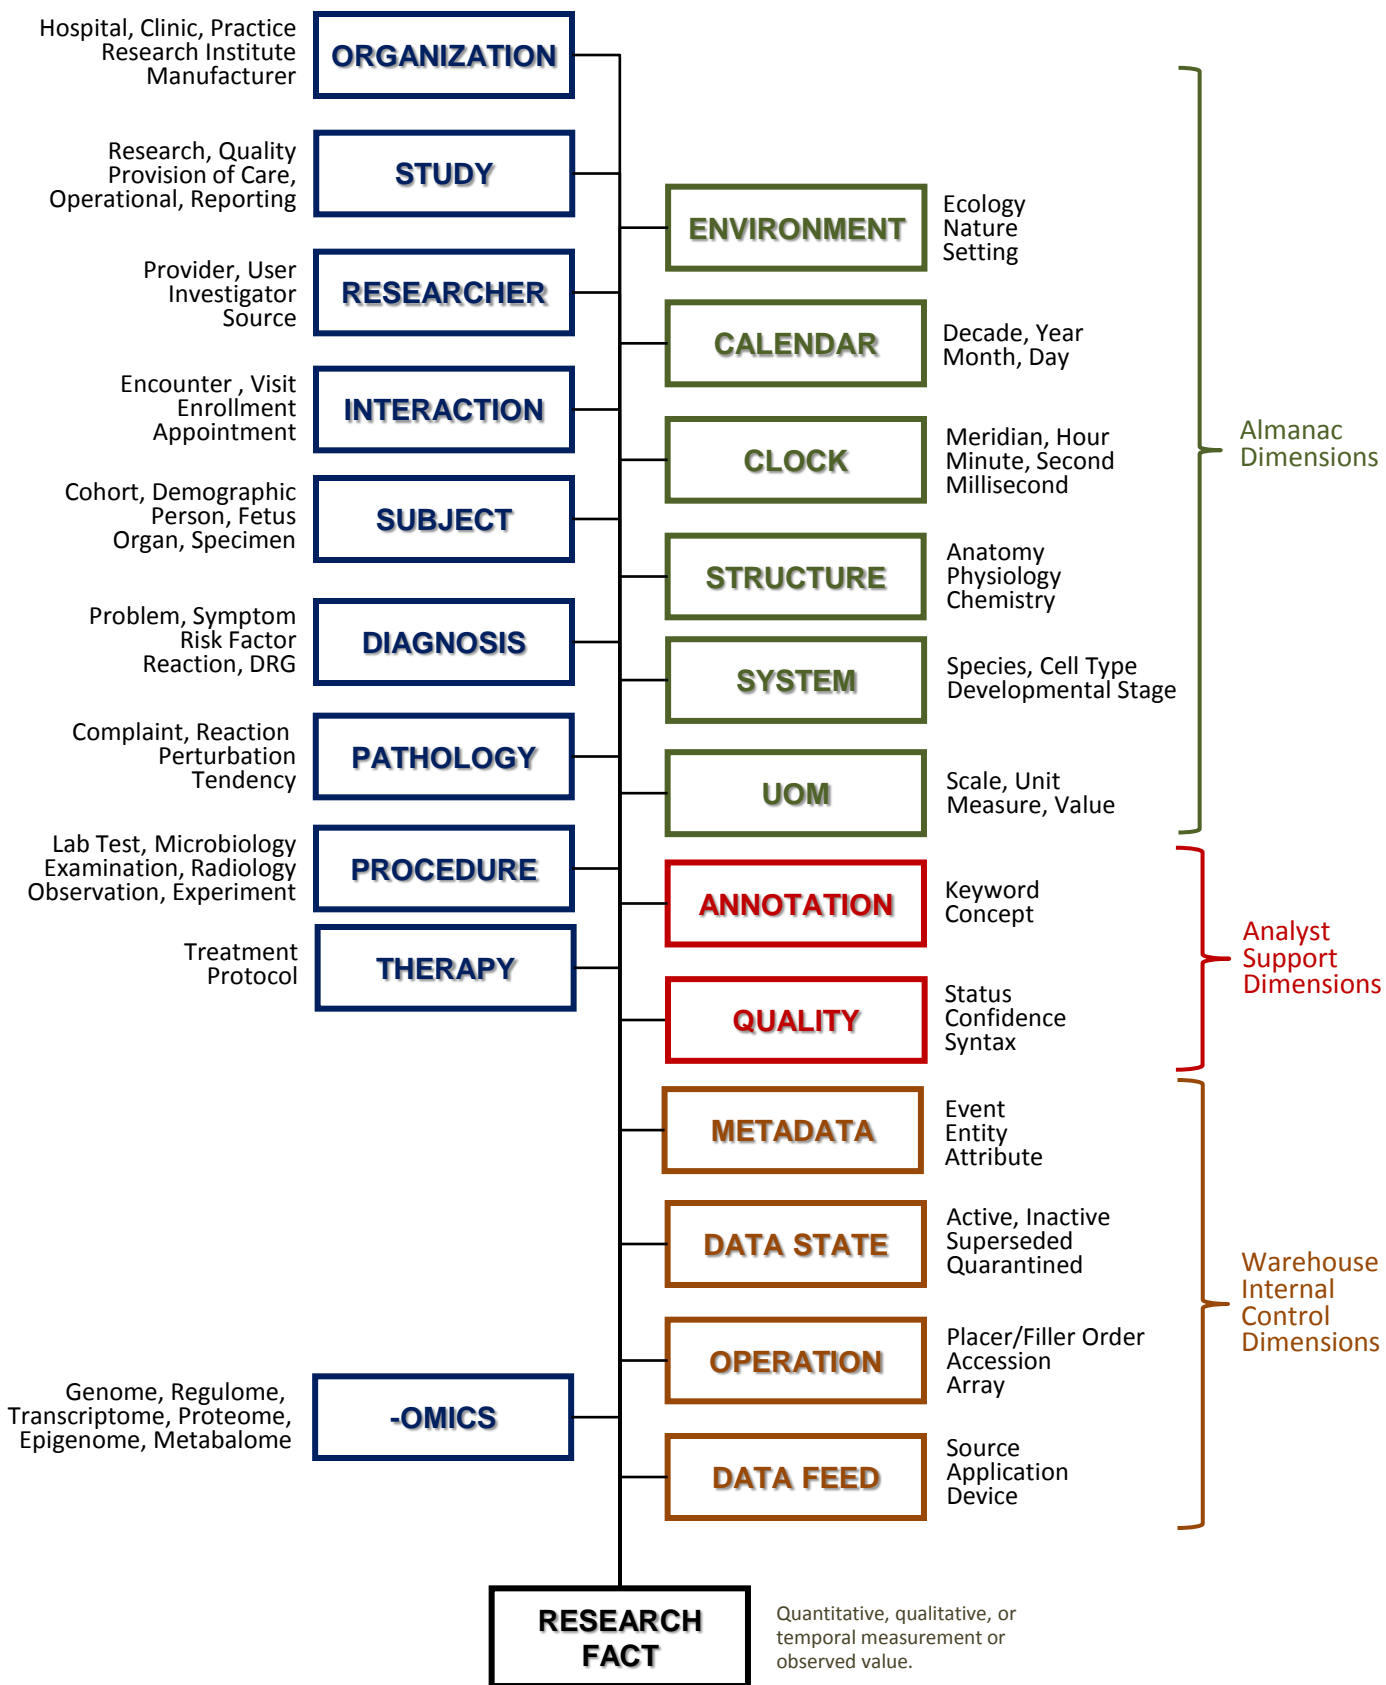 Hospital, Clinic, Practice
Research Institute
Manufacturer
ORGANIZATION
Research, Quality
Provision of Care,
Operational, Reporting
STUDY
Provider, User
Investigator
Source
RESEARCHER
Encounter , Visit
Enrollment
Appointment
INTERACTION
Cohort, Demographic
Person, Fetus
Organ, Specimen
SUBJECT
Problem, Symptom
Risk Factor
Reaction, DRG
DIAGNOSIS
Complaint, Reaction
Perturbation
Tendency
PATHOLOGY
Lab Test, Microbiology
Examination, Radiology
Observation, Experiment
PROCEDURE
Treatment
Protocol
THERAPY
Genome, Regulome,
Transcriptome, Proteome,
Epigenome, Metabalome
-OMICS
ENVIRONMENT
Ecology
Nature
Setting
CALENDAR
Decade, Year
Month, Day
CLOCK
Meridian, Hour
Minute, Second
Millisecond
STRUCTURE
Anatomy
Physiology
Chemistry
SYSTEM
Species, Cell Type
Developmental Stage
UOM
Scale, Unit
Measure, Value
Almanac
Dimensions
ANNOTATION
Keyword
Concept
QUALITY
Status
Confidence
Syntax
Analyst
Support
Dimensions
METADATA
Event
Entity
Attribute
DATA STATE
Active, Inactive
Superseded
Quarantined
OPERATION
Placer/Filler Order
Accession
Array
DATA FEED
Source
Application
Device
Warehouse
Internal
Control
Dimensions
RESEARCH
FACT
Quantitative, qualitative, or
temporal measurement or
observed value.